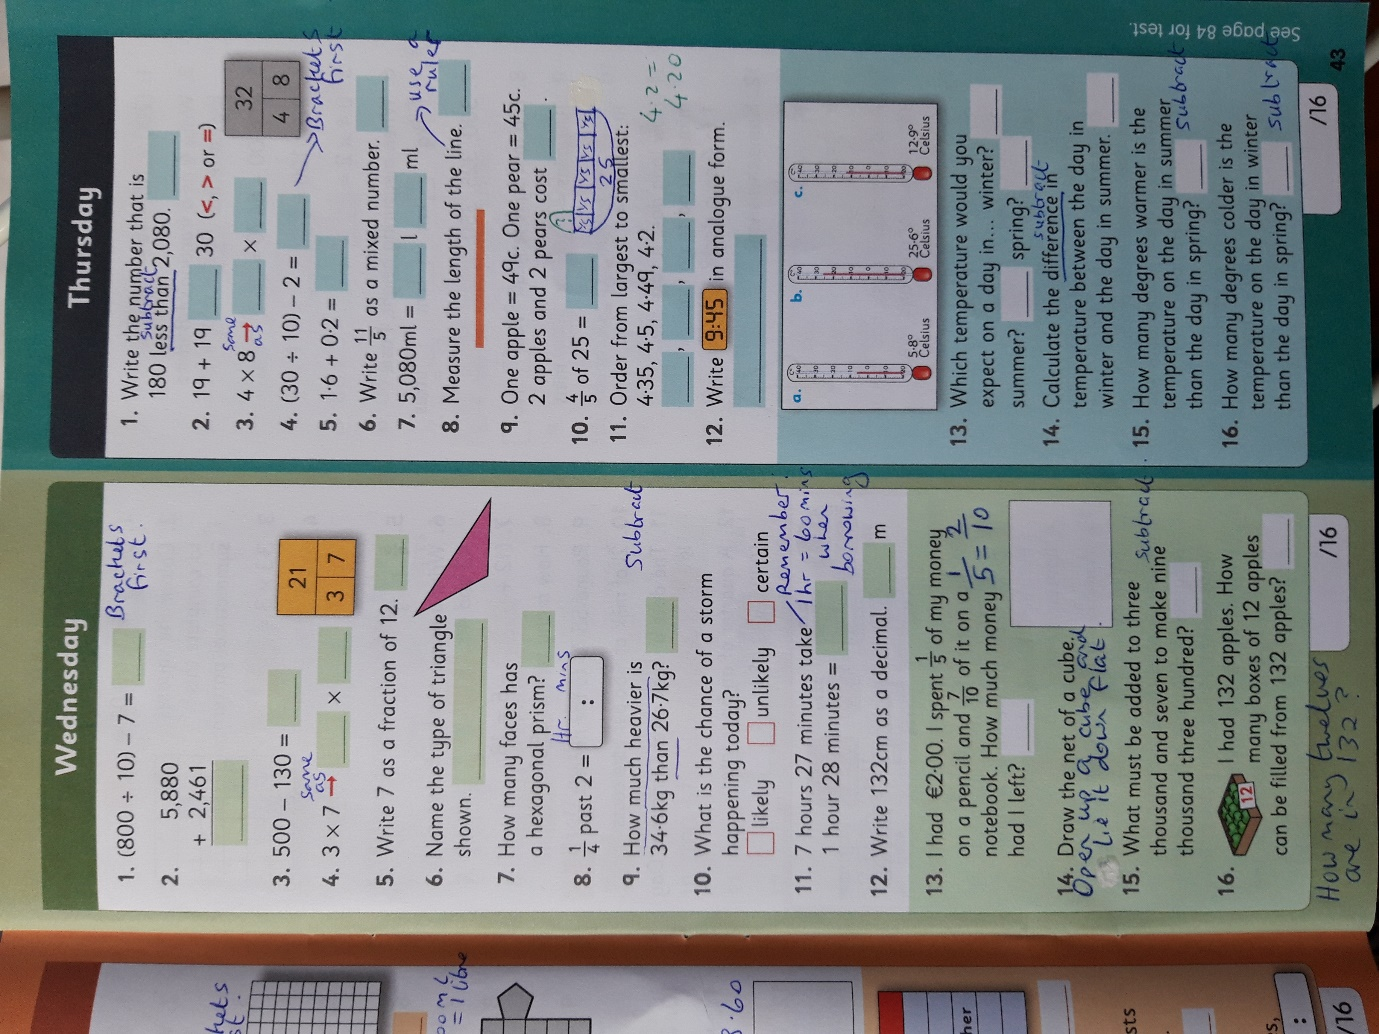 Wednesday
1. (800 ÷ 10) – 7 =
Brackets
first.
2. 5,880
+ 2,461
3. 500 – 130 =
4. 3 × 7 → ×
same
as
21
3 7
5. Write 7 as a fraction of 12.
6. Name the type of triangle
shown.
7. How many faces has
a hexagonal prism?
8. 1/4 past 2 = :
Hr. mins
9. How much heavier is
34·6kg than 26·7kg?
Subtract
10. What is the chance of a storm
happening today?
likely unlikely certain
11. 7 hours 27 minutes take
1 hour 28 minutes =
Remember.
1hr = 60 mins
when
borrowing
12. Write 132cm as a decimal. m
13. I had €2·00. I spent 1/5 of my money
on a pencil and 7/10 of it on a
notebook. How much money
had I left?
1/5 = 2/10
14. Draw the net of a cube.
Open up a cube and
lie it down flat.
15. What must be added to three
thousand and seven to make nine
thousand three hundred?
Subtract.
16. I had 132 apples. How
many boxes of 12 apples
can be filled from 132 apples?
12
/16
How many twelves
are in 132?
Thursday
1. Write the number that is
180 less than 2,080.
subtract
2. 19 + 19 30 (<, > or =)
3. 4 × 8 → ×
same
as
32
4 8
4. (30 ÷ 10) – 2 =
Brackets
first
5. 1·6 + 0·2 =
6. Write 11/5 as a mixed number.
7. 5,080ml = l ml
8. Measure the length of the line.
use a
ruler
9. One apple = 49c. One pear = 45c.
2 apples and 2 pears cost .
10. 4/5 of 25 =
1/5 1/5 1/5 1/5 1/5
25
11. Order from largest to smallest:
4·35, 4·5, 4·49, 4·2.
, , ,
4.2 =
4.20
12. Write 9:45 in analogue form.
a. b. c.
5·8°
Celsius
25·6°
Celsius
12·9°
Celsius
13. Which temperature would you
expect on a day in… winter?
summer? spring?
14. Calculate the difference in
temperature between the day in
winter and the day in summer.
subtract
15. How many degrees warmer is the
temperature on the day in summer
than the day in spring?
Subtract
16. How many degrees colder is the
temperature on the day in winter
than the day in spring?
subtract
/16
See page 84 for test.
43
= 1 litre
/16